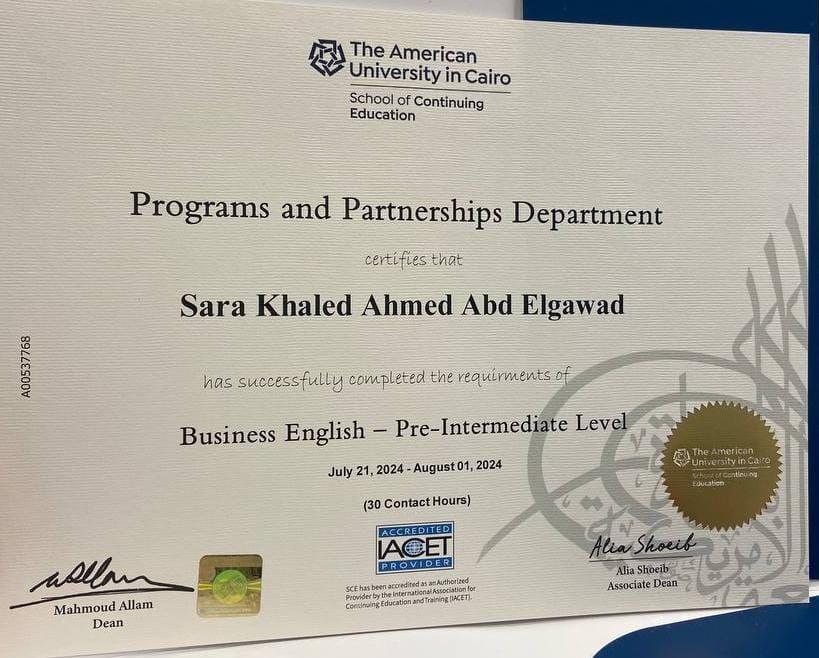 The American
University in Cairo
School of Continuing
Education
Programs and Partnerships Department
certifies that
Sara Khaled Ahmed Abd Elgawad
has successfully completed the requirments of
Business English – Pre-Intermediate Level
July 21, 2024 - August 01, 2024
(30 Contact Hours)
A00537768
ACCREDITED
IACET
PROVIDER
SCE has been accredited as an Authorized
Provider by the International Association for
Continuing Education and Training (IACET).
Mahmoud Allam
Dean
The American
University in Cairo
School of Continuing
Education
Alia Shoeib
Alia Shoeib
Associate Dean